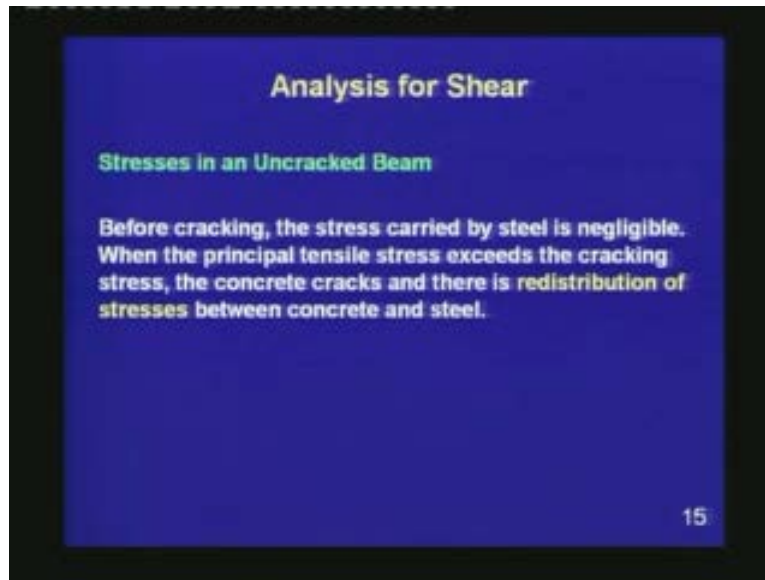 Analysis for Shear
Stresses in an Uncracked Beam
Before cracking, the stress carried by steel is negligible.
When the principal tensile stress exceeds the cracking
stress, the concrete cracks and there is redistribution of
stresses between concrete and steel.
15